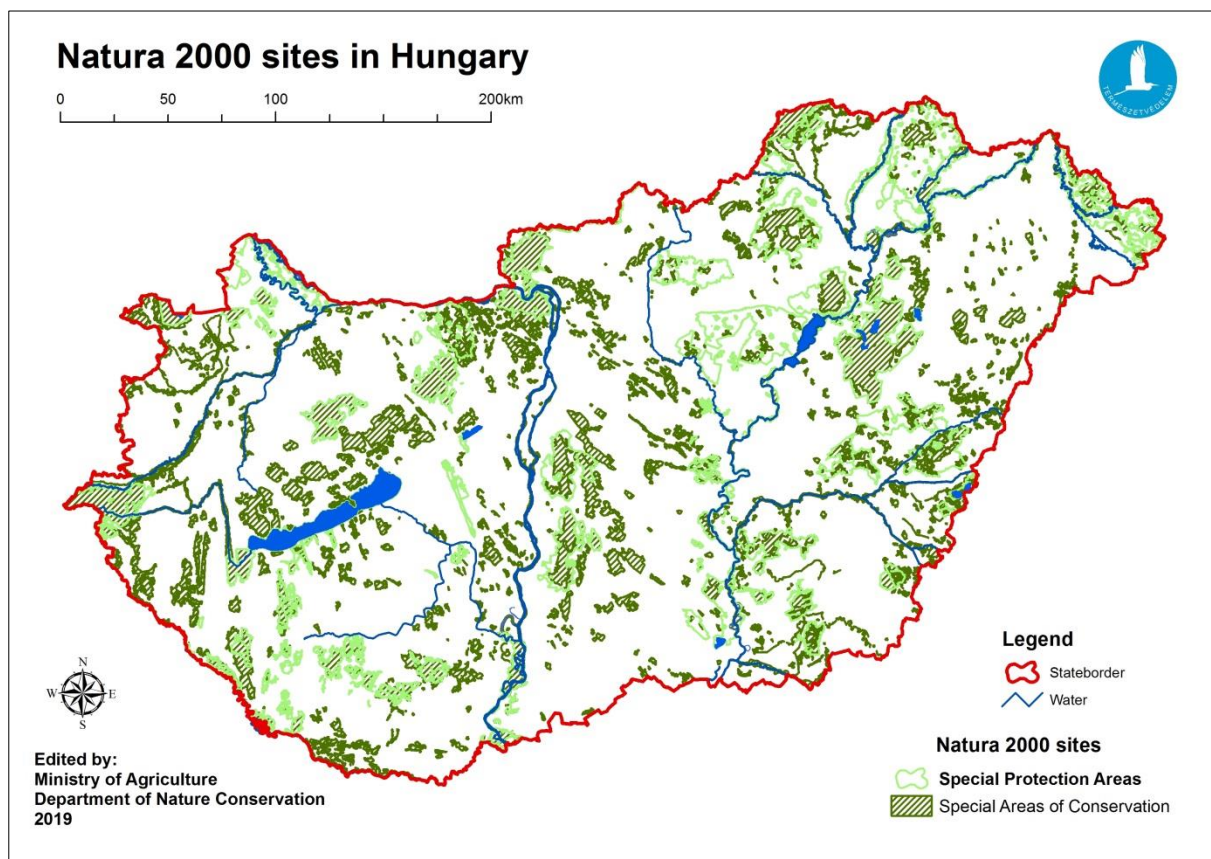 Natura 2000 sites in Hungary
0 50 100 200km
TERMÉSZETVÉDELEM
N
W E
S
Edited by:
Ministry of Agriculture
Department of Nature Conservation
2019
Legend
Stateborder
Water
Natura 2000 sites
Special Protection Areas
Special Areas of Conservation